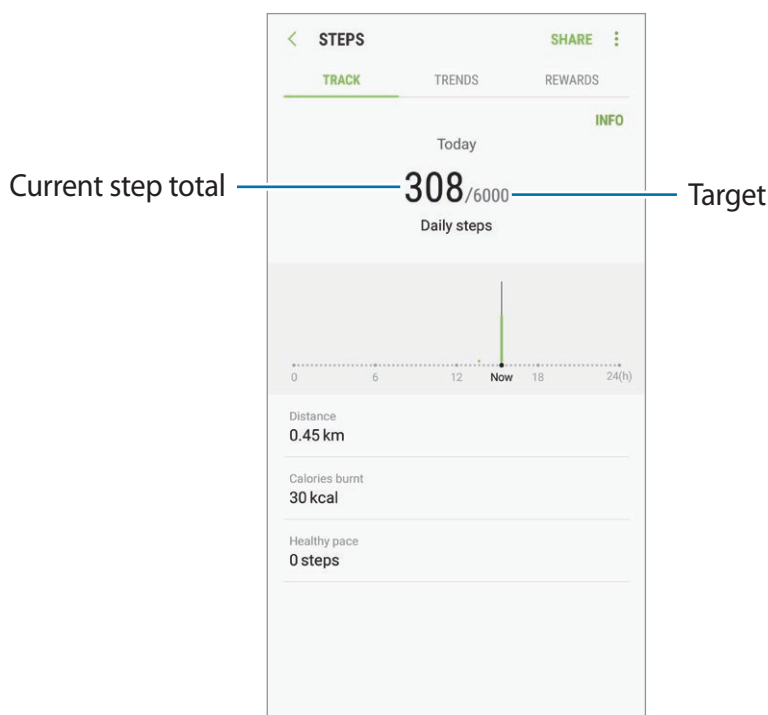 STEPS SHARE
TRACK TRENDS REWARDS
INFO
Today
Current step total 308/6000 Target
Daily steps
0 6 12 Now 18 24(h)
Distance
0.45 km
Calories burnt
30 kcal
Healthy pace
0 steps